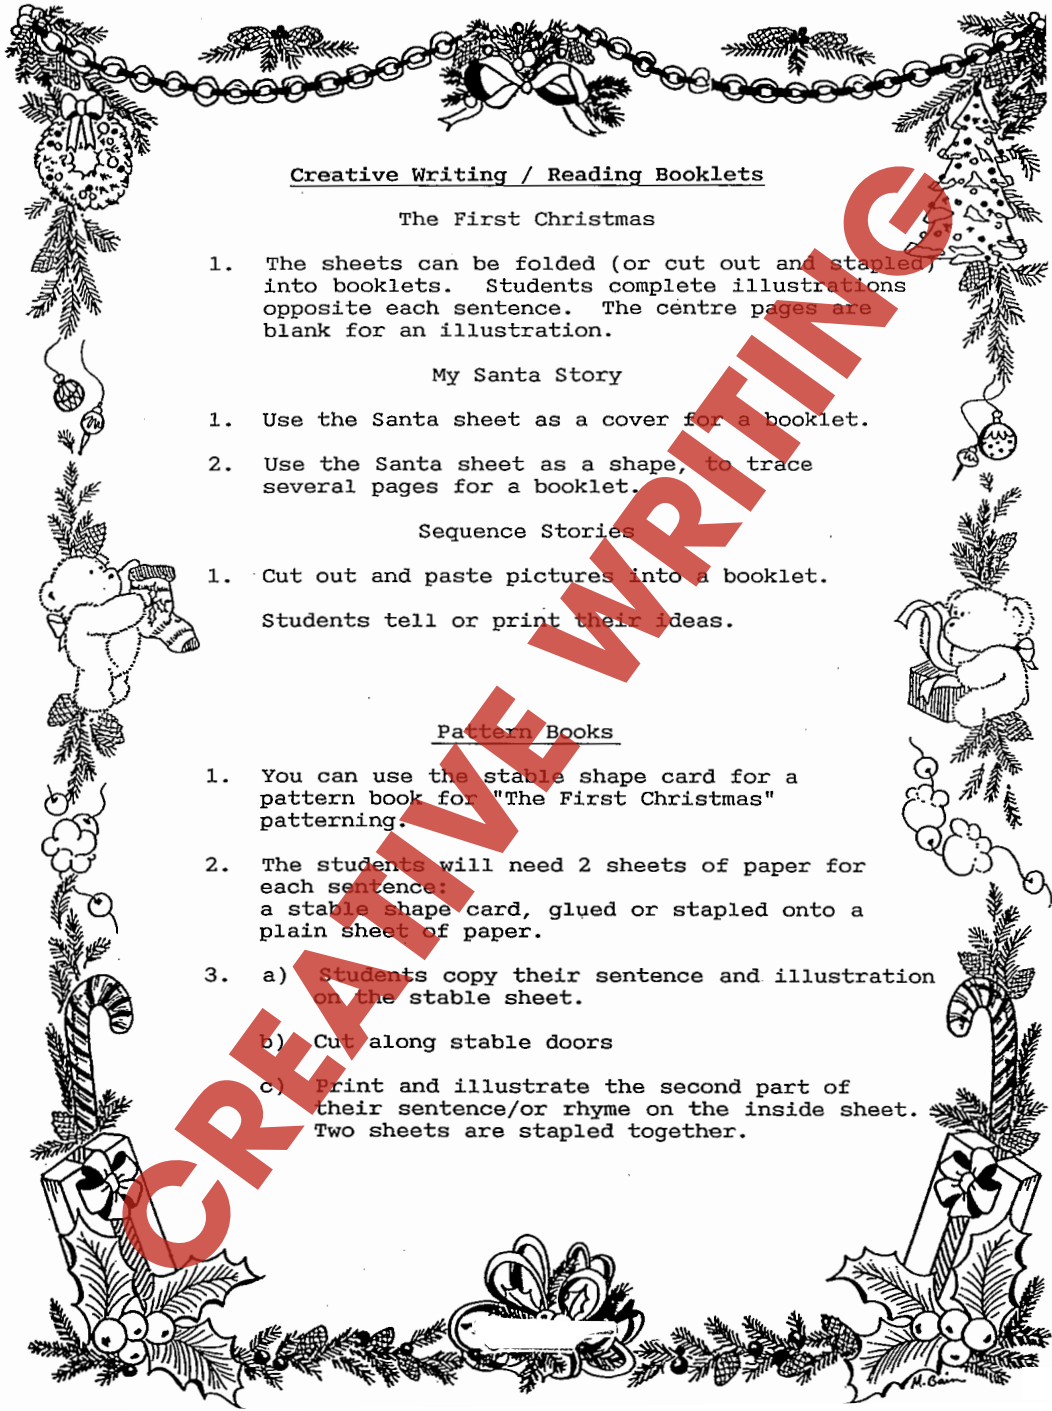 Creative Writing / Reading Booklets
The First Christmas
1. The sheets can be folded (or cut out and stapled)
into booklets. Students complete illustrations
opposite each sentence. The centre pages are
blank for an illustration.
My Santa Story
1. Use the Santa sheet as a cover for a booklet.
2. Use the Santa sheet as a shape, to trace
several pages for a booklet.
Sequence Stories
1. Cut out and paste pictures into a booklet.
Students tell or print their ideas.
Pattern Books
1. You can use the stable shape card for a
pattern book for "The First Christmas"
patterning.
2. The students will need 2 sheets of paper for
each sentence:
a stable shape card, glued or stapled onto a
plain sheet of paper.
3. a) Students copy their sentence and illustration
on the stable sheet.
b) Cut along stable doors
c) Print and illustrate the second part of
their sentence/or rhyme on the inside sheet.
Two sheets are stapled together.
CREATIVE WRITING
M. Bain